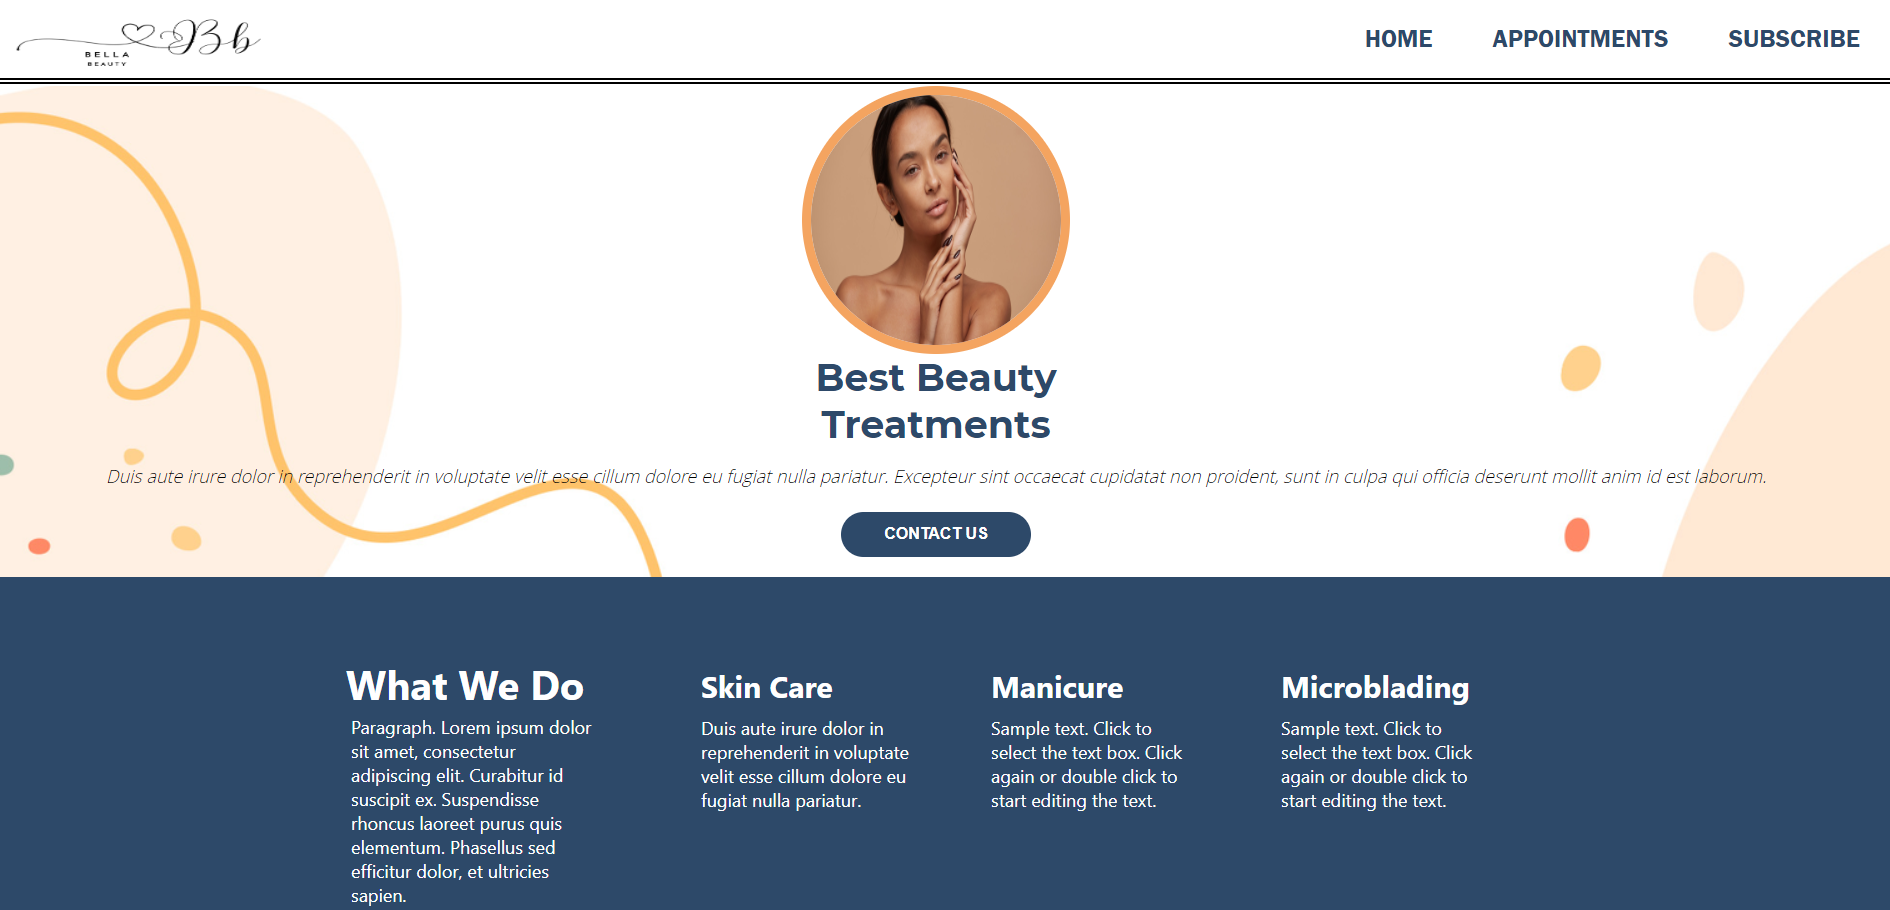 Bb
BELLA
BEAUTY
HOME APPOINTMENTS SUBSCRIBE
Best Beauty
Treatments
Duis aute irure dolor in reprehenderit in voluptate velit esse cillum dolore eu fugiat nulla pariatur. Excepteur sint occaecat cupidatat non proident, sunt in culpa qui officia deserunt mollit anim id est laborum.
CONTACT US
What We Do
Paragraph. Lorem ipsum dolor
sit amet, consectetur
adipiscing elit. Curabitur id
suscipit ex. Suspendisse
rhoncus laoreet purus quis
elementum. Phasellus sed
efficitur dolor, et ultricies
sapien.
Skin Care
Duis aute irure dolor in
reprehenderit in voluptate
velit esse cillum dolore eu
fugiat nulla pariatur.
Manicure
Sample text. Click to
select the text box. Click
again or double click to
start editing the text.
Microblading
Sample text. Click to
select the text box. Click
again or double click to
start editing the text.